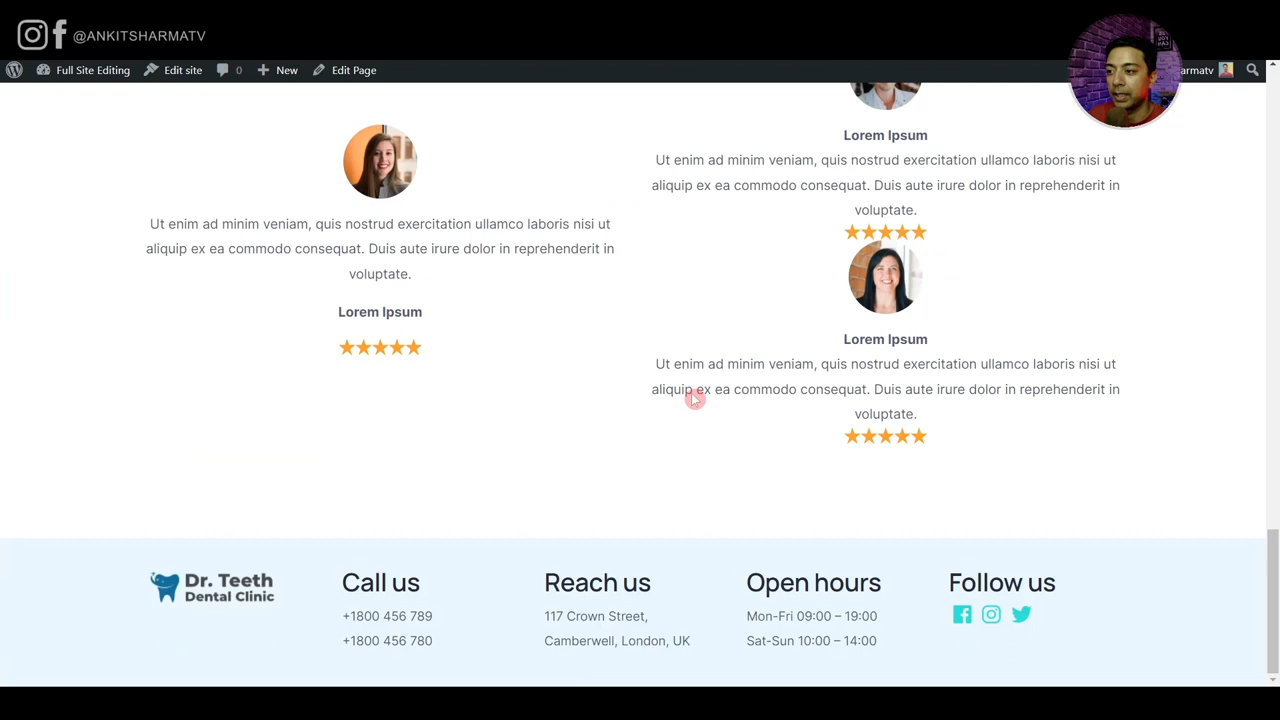 @ANKITSHARMATV
Full Site Editing
Edit site
0
New
Edit Page
armatv
Ut enim ad minim veniam, quis nostrud exercitation ullamco laboris nisi ut
aliquip ex ea commodo consequat. Duis aute irure dolor in reprehenderit in
voluptate.
Lorem Ipsum
Lorem Ipsum
Ut enim ad minim veniam, quis nostrud exercitation ullamco laboris nisi ut
aliquip ex ea commodo consequat. Duis aute irure dolor in reprehenderit in
voluptate.
Lorem Ipsum
Ut enim ad minim veniam, quis nostrud exercitation ullamco laboris nisi ut
aliquip ex ea commodo consequat. Duis aute irure dolor in reprehenderit in
voluptate.
Dr. Teeth
Dental Clinic
Call us
+1800 456 789
+1800 456 780
Reach us
117 Crown Street,
Camberwell, London, UK
Open hours
Mon-Fri 09:00 – 19:00
Sat-Sun 10:00 – 14:00
Follow us